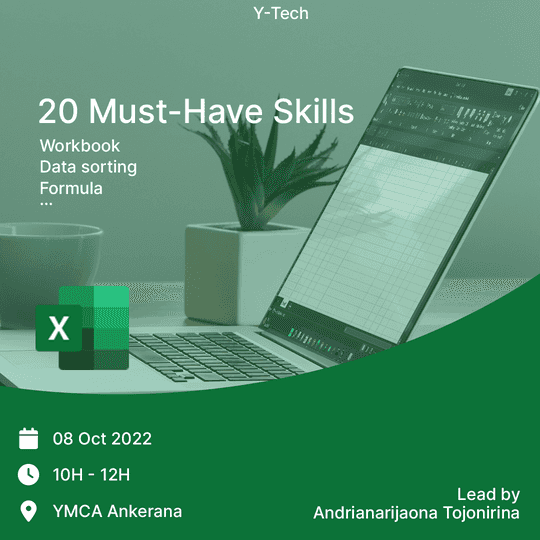 Y-Tech
20 Must-Have Skills
Workbook
Data sorting
Formula
...
X
08 Oct 2022
10H - 12H
YMCA Ankerana
Lead by
Andrianarijaona Tojonirina